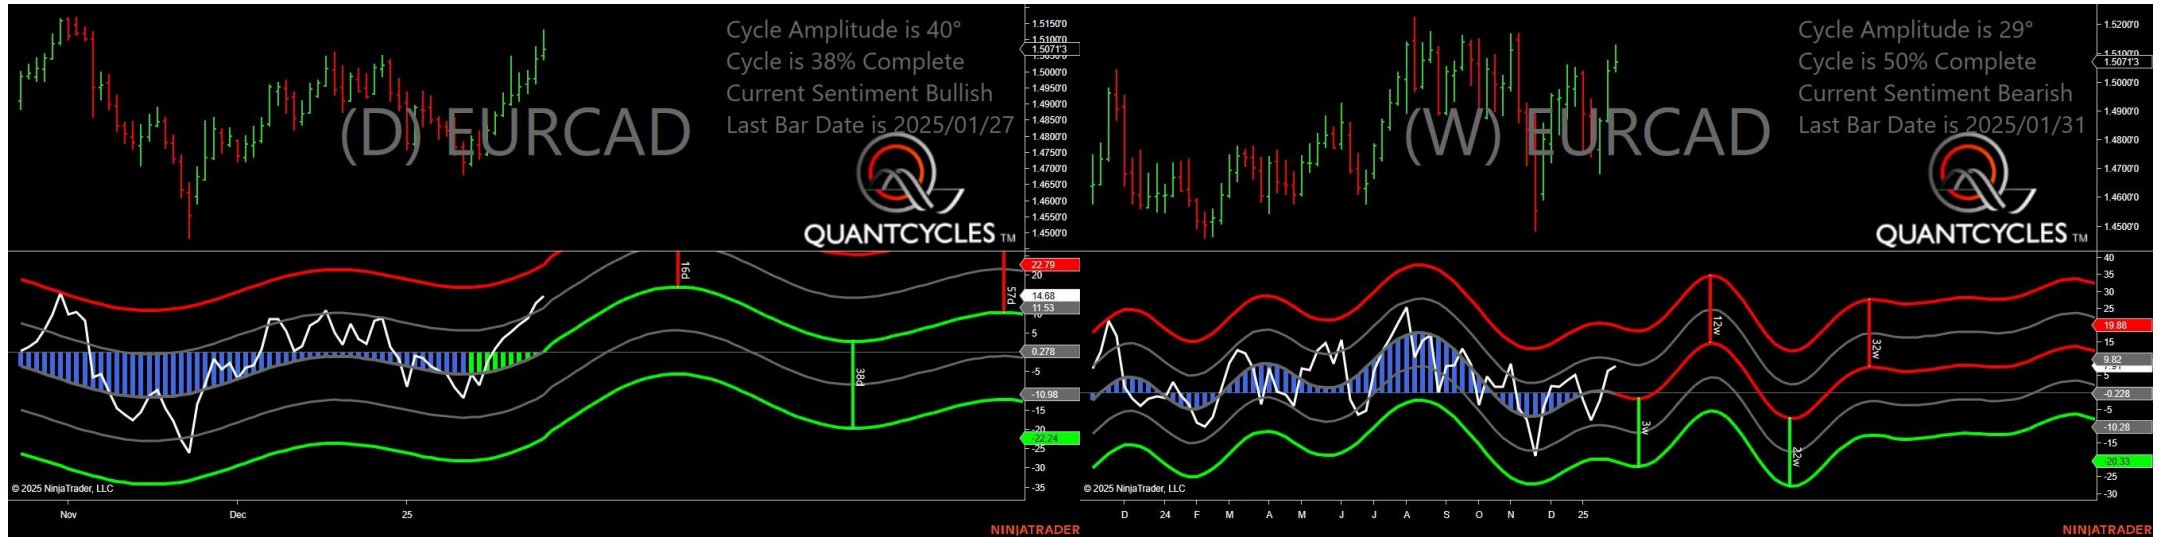 Cycle Amplitude is 40°
Cycle is 38% Complete
Current Sentiment Bullish
Last Bar Date is 2025/01/27
(D) EURCAD
QUANTCYCLES TM
1.5150'0
1.5100'0
1.5071'3
1.5000'0
1.4950'0
1.4900'0
1.4850'0
1.4800'0
1.4750'0
1.4700'0
1.4650'0
1.4600'0
1.4550'0
1.4500'0
16d
38d
57d
22.79
20
14.68
11.53
5
0.278
-5
-10.98
-15
-20
-22.24
-25
-30
-35
© 2025 NinjaTrader, LLC
Nov Dec 25
NINJATRADER
Cycle Amplitude is 29°
Cycle is 50% Complete
Current Sentiment Bearish
Last Bar Date is 2025/01/31
(W) EURCAD
QUANTCYCLES TM
1.5200'0
1.5100'0
1.5071'3
1.5000'0
1.4900'0
1.4800'0
1.4700'0
1.4600'0
1.4500'0
3w
12w
22w
32w
40
35
30
25
19.88
15
9.82
5
-0.228
-5
-10.28
-15
-20.33
-25
-30
© 2025 NinjaTrader, LLC
D 24 F M A M J J A S O N D 25
NINJATRADER